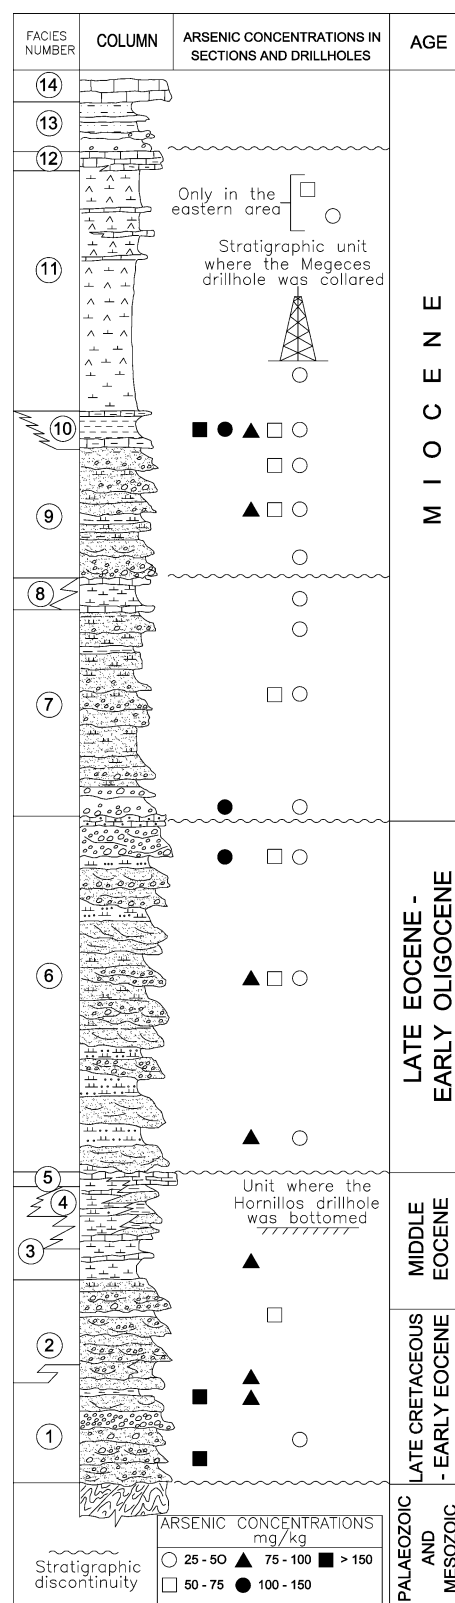 FACIES
NUMBER
COLUMN
ARSENIC CONCENTRATIONS IN
SECTIONS AND DRILLHOLES
AGE
14
13
12
11
10
9
8
7
6
5
4
3
2
1
Only in the
eastern area
Stratigraphic unit
where the Megeces
drillhole was collared
Unit where the
Hornillos drillhole
was bottomed
MIOCENE
LATE EOCENE -
EARLY OLIGOCENE
MIDDLE
EOCENE
LATE CRETACEOUS
- EARLY EOCENE
PALAEOZOIC
AND
MESOZOIC
Stratigraphic
discontinuity
ARSENIC CONCENTRATIONS
mg/kg
25 - 50 75 - 100 > 150
50 - 75 100 - 150